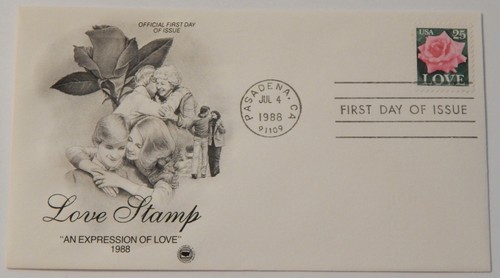 OFFICIAL FIRST DAY
OF ISSUE
USA 25
LOVE
PASADENA, CA
JUL 4
1988
91109
FIRST DAY OF ISSUE
Love Stamp
"AN EXPRESSION OF LOVE"
1988